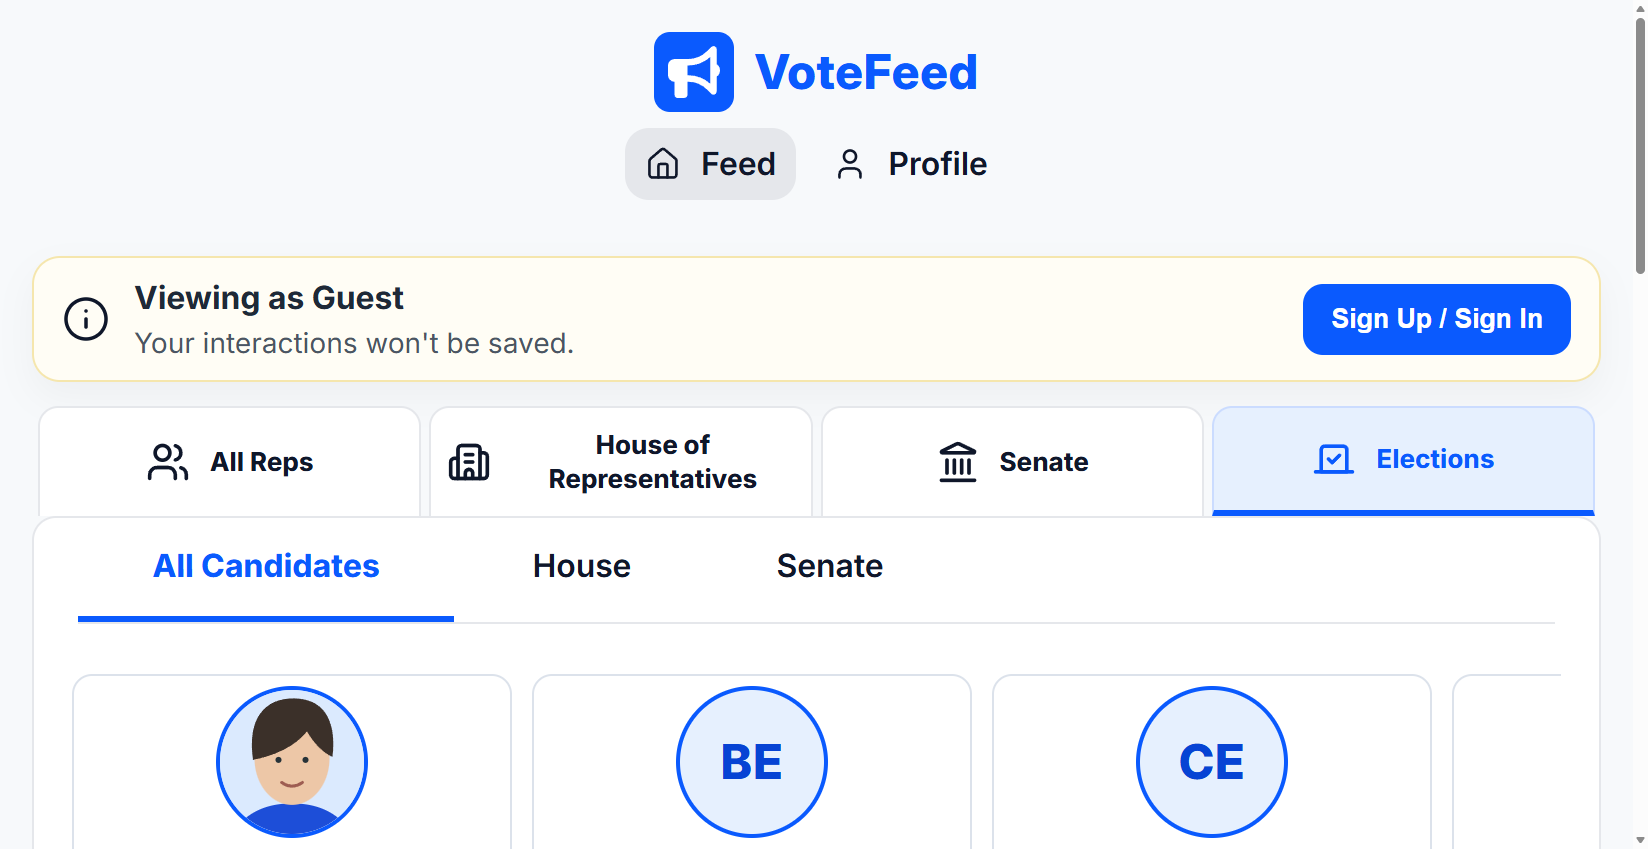 VoteFeed
Feed
Profile
Viewing as Guest
Your interactions won't be saved.
Sign Up / Sign In
All Reps
House of
Representatives
Senate
Elections
All Candidates
House
Senate
BE
CE